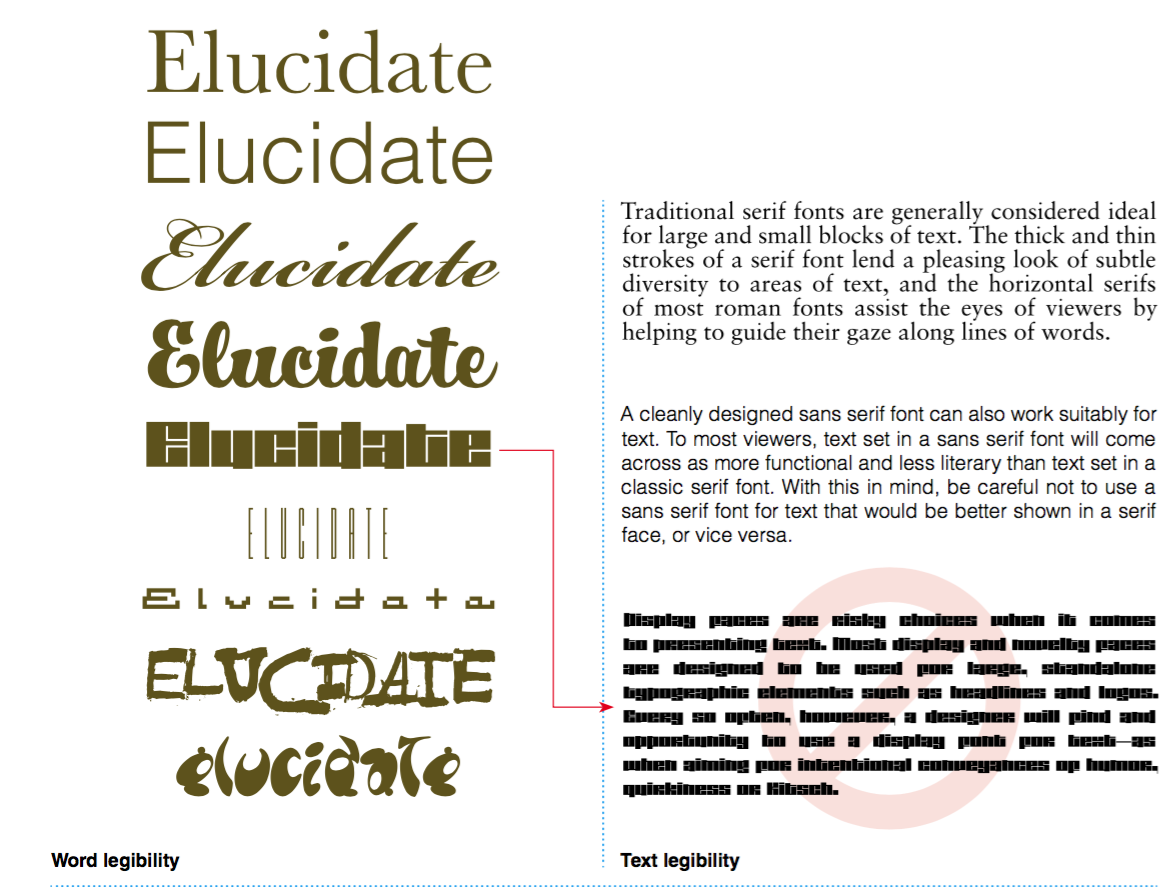 Elucidate
Elucidate
Elucidate
Elucidate
Elucidate
ELUCIDATE
Elucidate
ELUCIDATE
elucidate
Word legibility
Traditional serif fonts are generally considered ideal
for large and small blocks of text. The thick and thin
strokes of a serif font lend a pleasing look of subtle
diversity to areas of text, and the horizontal serifs
of most roman fonts assist the eyes of viewers by
helping to guide their gaze along lines of words.
A cleanly designed sans serif font can also work suitably for
text. To most viewers, text set in a sans serif font will come
across as more functional and less literary than text set in a
classic serif font. With this in mind, be careful not to use a
sans serif font for text that would be better shown in a serif
face, or vice versa.
Display faces are risky choices when it comes
to presenting text. Most display and novelty faces
are designed to be used for large, standalone
typographic elements such as headlines and logos.
Every so often, however, a designer will find and
opportunity to use a display font for text—as
when aiming for intentional conveyances of humor,
quirkiness or kitsch.
Text legibility